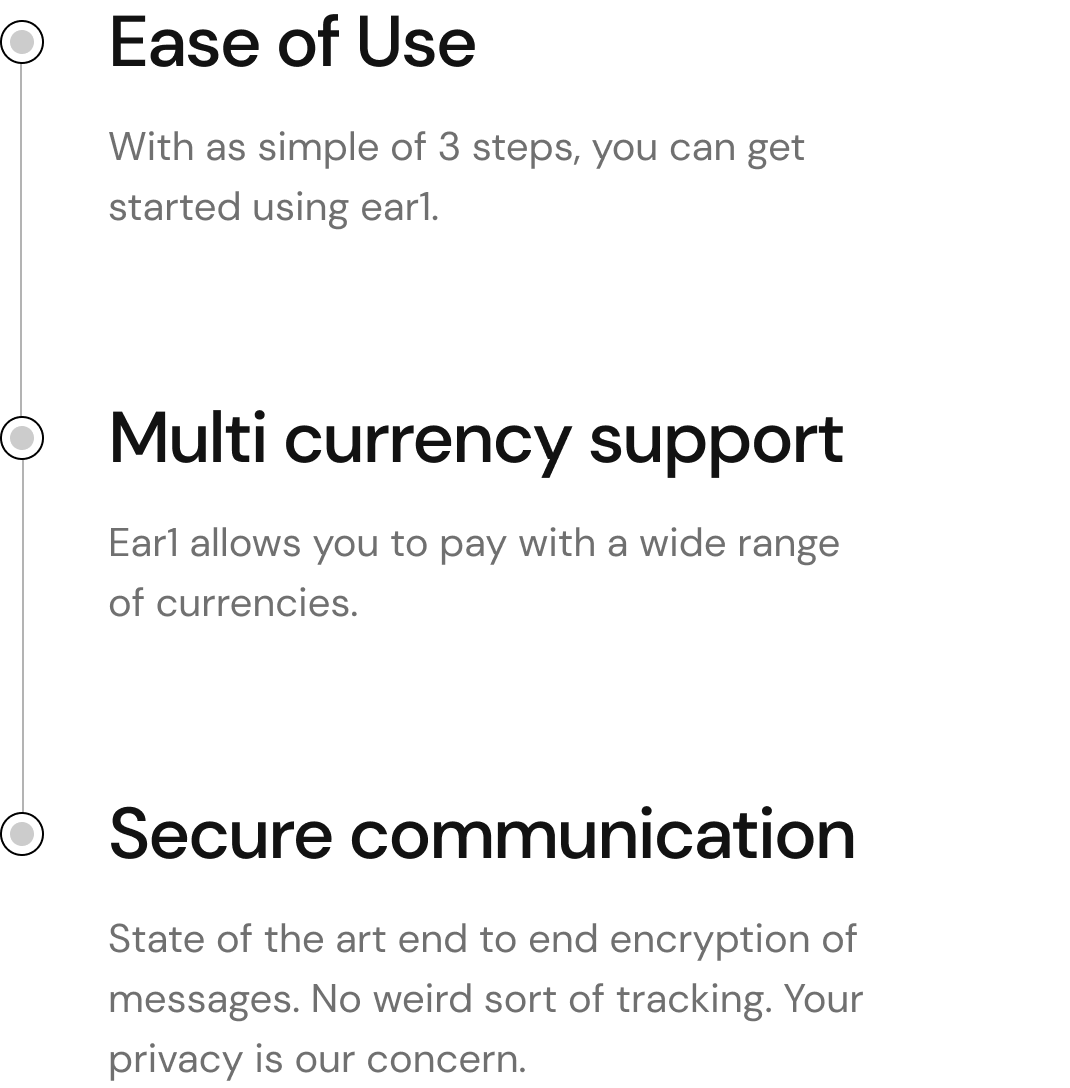 Ease of Use
With as simple of 3 steps, you can get
started using ear1.
Multi currency support
Ear1 allows you to pay with a wide range
of currencies.
Secure communication
State of the art end to end encryption of
messages. No weird sort of tracking. Your
privacy is our concern.